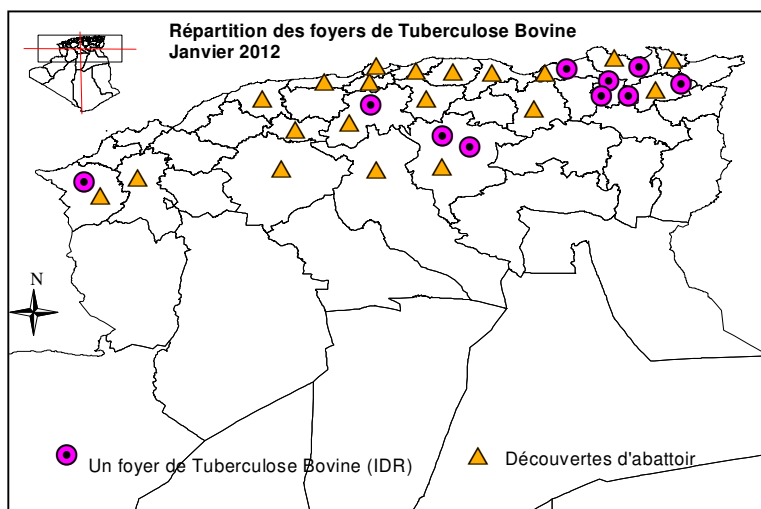 Répartition des foyers de Tuberculose Bovine
Janvier 2012
N
Un foyer de Tuberculose Bovine (IDR)
Découvertes d'abattoir